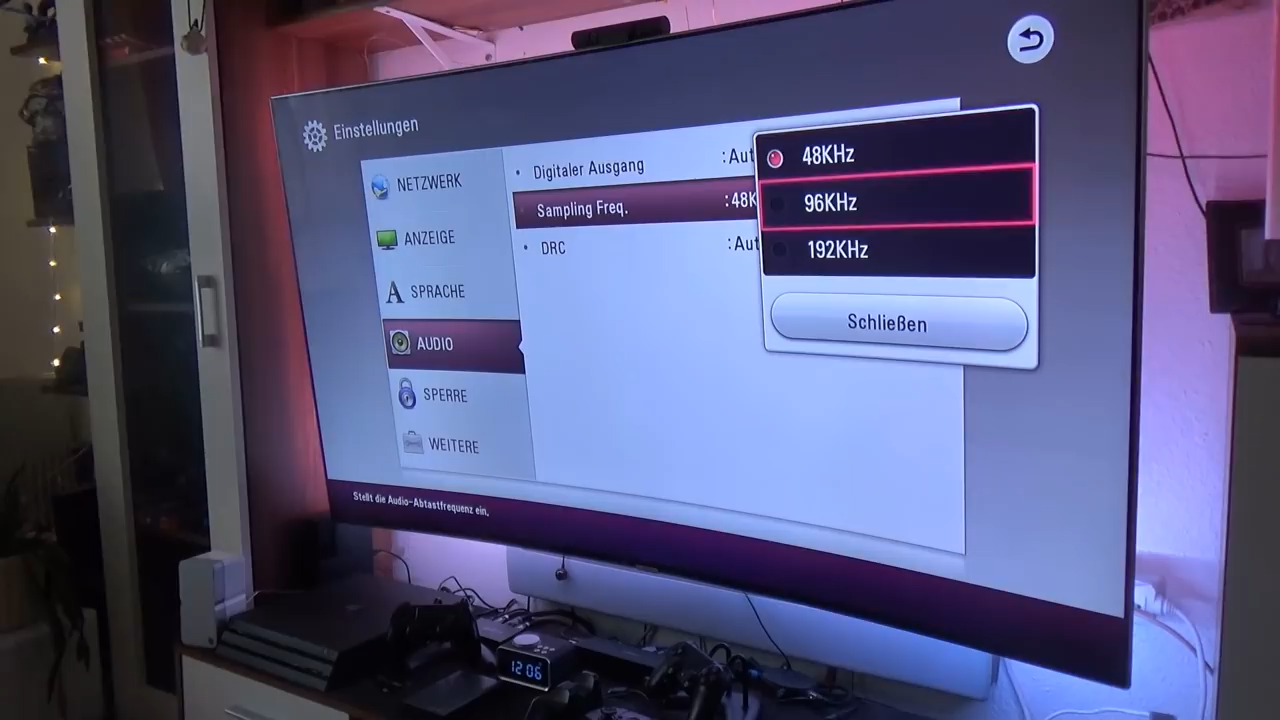 Einstellungen
NETZWERK
ANZEIGE
SPRACHE
AUDIO
SPERRE
WEITERE
Digitaler Ausgang :Aut
Sampling Freq. :48K
DRC :Aut
48KHz
96KHz
192KHz
Schließen
Stellt die Audio-Abtastfrequenz ein.
12:06